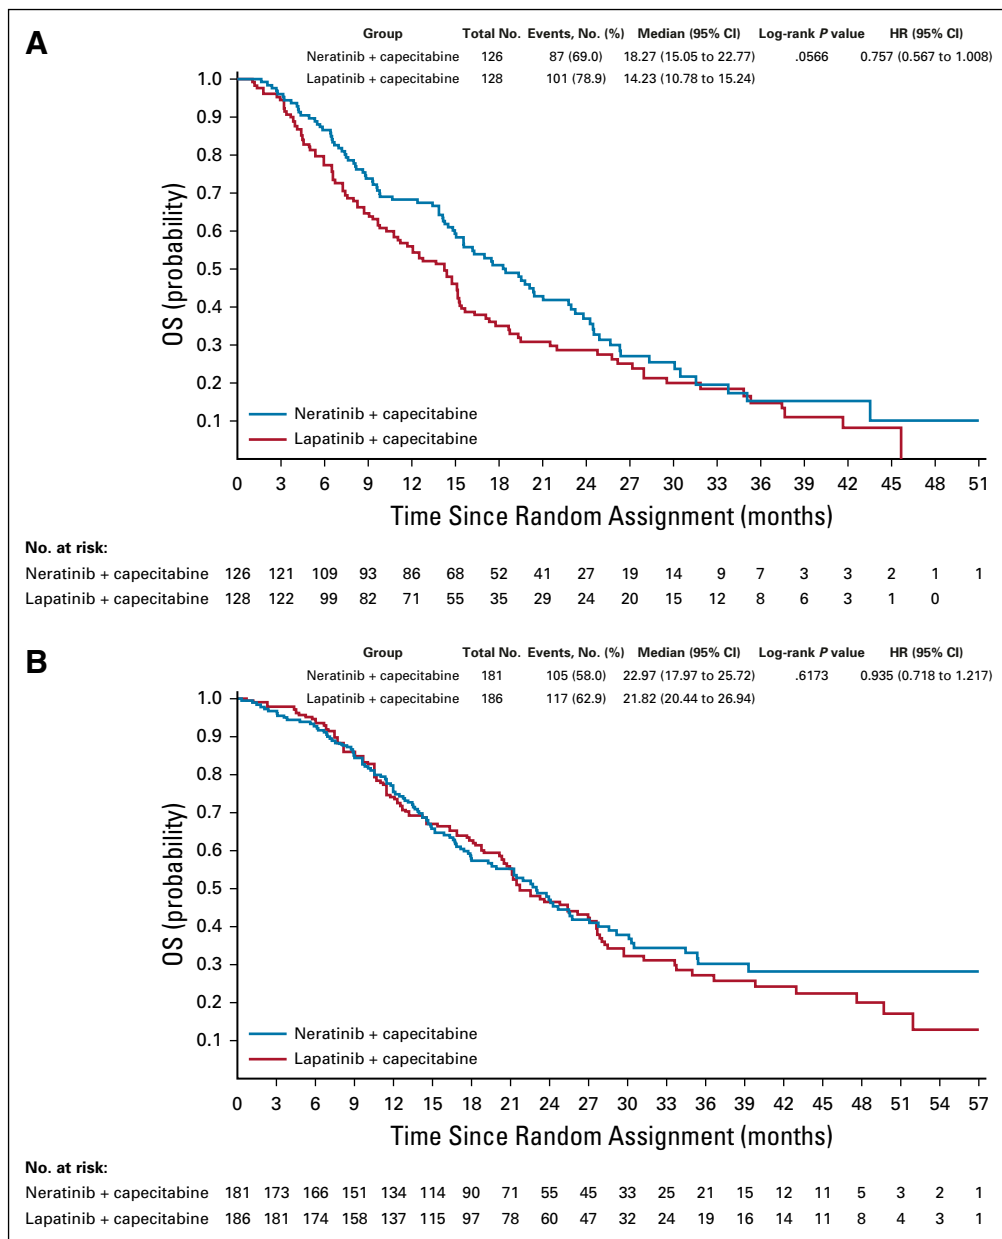 A
Group Total No. Events, No. (%) Median (95% CI) Log-rank P value HR (95% CI)
Neratinib + capecitabine 126 87 (69.0) 18.27 (15.05 to 22.77) .0566 0.757 (0.567 to 1.008)
Lapatinib + capecitabine 128 101 (78.9) 14.23 (10.78 to 15.24)
1.0
0.9
0.8
0.7
0.6
0.5
0.4
0.3
0.2
0.1
OS (probability)
Neratinib + capecitabine
Lapatinib + capecitabine
0 3 6 9 12 15 18 21 24 27 30 33 36 39 42 45 48 51
Time Since Random Assignment (months)
No. at risk:
Neratinib + capecitabine 126 121 109 93 86 68 52 41 27 19 14 9 7 3 3 2 1 1
Lapatinib + capecitabine 128 122 99 82 71 55 35 29 24 20 15 12 8 6 3 1 0
B
Group Total No. Events, No. (%) Median (95% CI) Log-rank P value HR (95% CI)
Neratinib + capecitabine 181 105 (58.0) 22.97 (17.97 to 25.72) .6173 0.935 (0.718 to 1.217)
Lapatinib + capecitabine 186 117 (62.9) 21.82 (20.44 to 26.94)
1.0
0.9
0.8
0.7
0.6
0.5
0.4
0.3
0.2
0.1
OS (probability)
Neratinib + capecitabine
Lapatinib + capecitabine
0 3 6 9 12 15 18 21 24 27 30 33 36 39 42 45 48 51 54 57
Time Since Random Assignment (months)
No. at risk:
Neratinib + capecitabine 181 173 166 151 134 114 90 71 55 45 33 25 21 15 12 11 5 3 2 1
Lapatinib + capecitabine 186 181 174 158 137 115 97 78 60 47 32 24 19 16 14 11 8 4 3 1